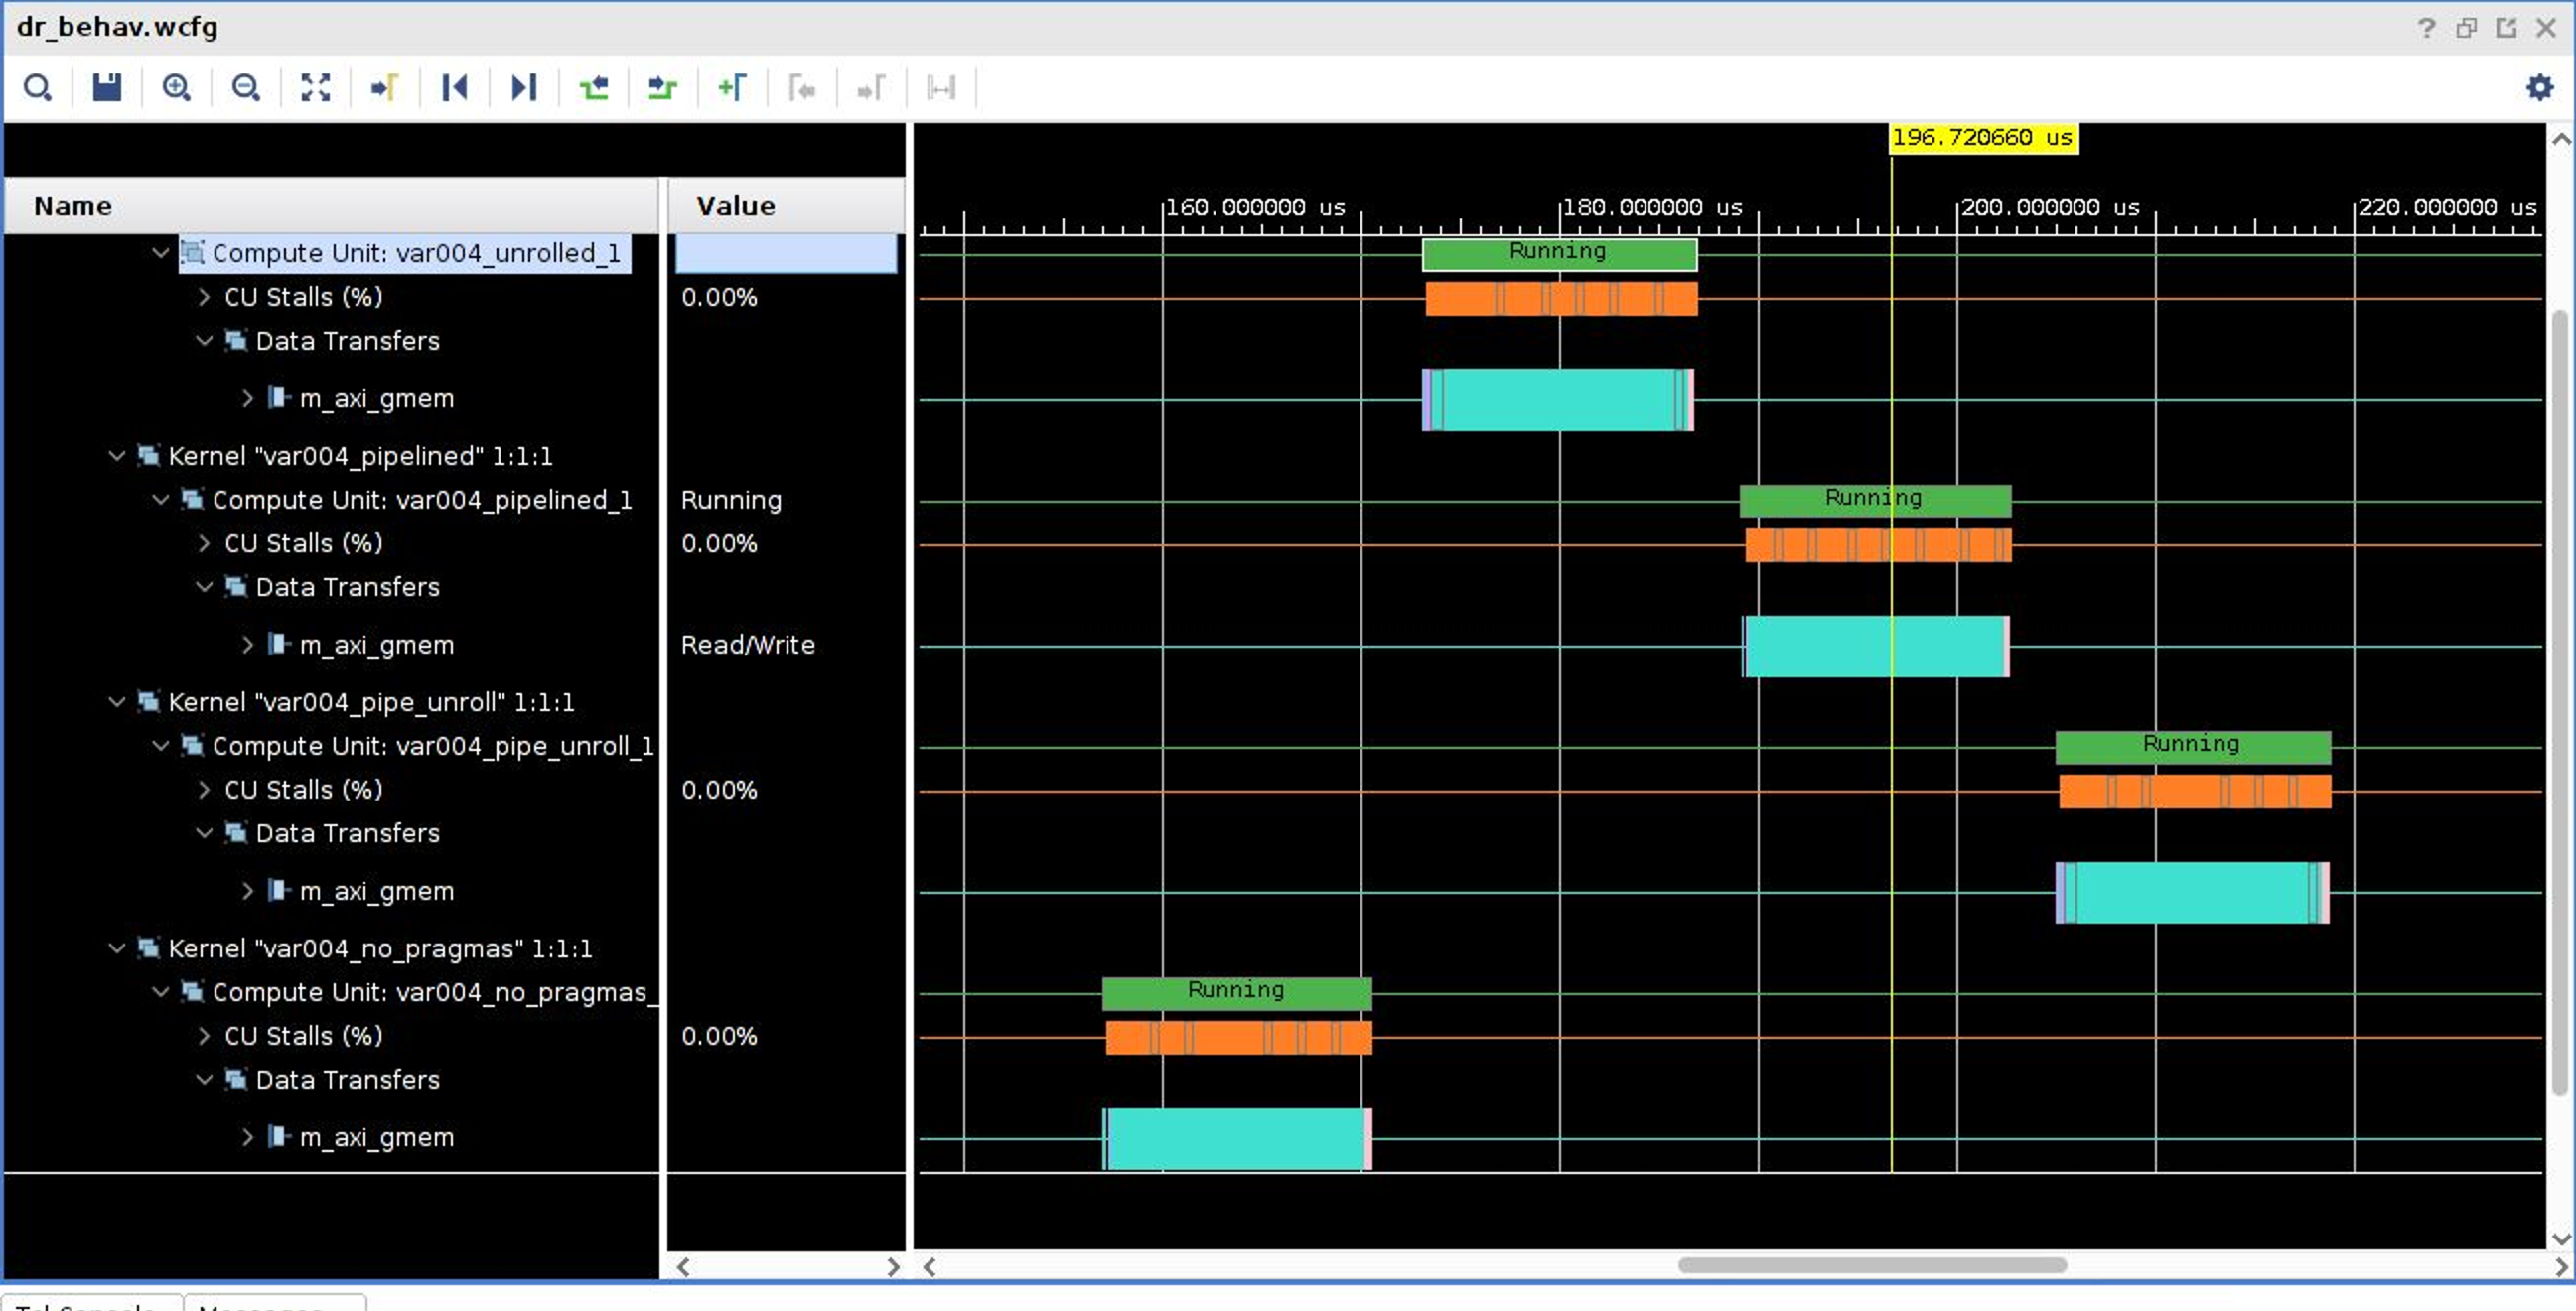 dr_behav.wcfg
196.720660 us
Name Value 160.000000 us 180.000000 us 200.000000 us 220.000000 us
Compute Unit: var004_unrolled_1 Running
CU Stalls (%) 0.00%
Data Transfers
m_axi_gmem
Kernel "var004_pipelined" 1:1:1
Compute Unit: var004_pipelined_1 Running Running
CU Stalls (%) 0.00%
Data Transfers
m_axi_gmem Read/Write
Kernel "var004_pipe_unroll" 1:1:1
Compute Unit: var004_pipe_unroll_1 Running
CU Stalls (%) 0.00%
Data Transfers
m_axi_gmem
Kernel "var004_no_pragmas" 1:1:1
Compute Unit: var004_no_pragmas_ Running
CU Stalls (%) 0.00%
Data Transfers
m_axi_gmem